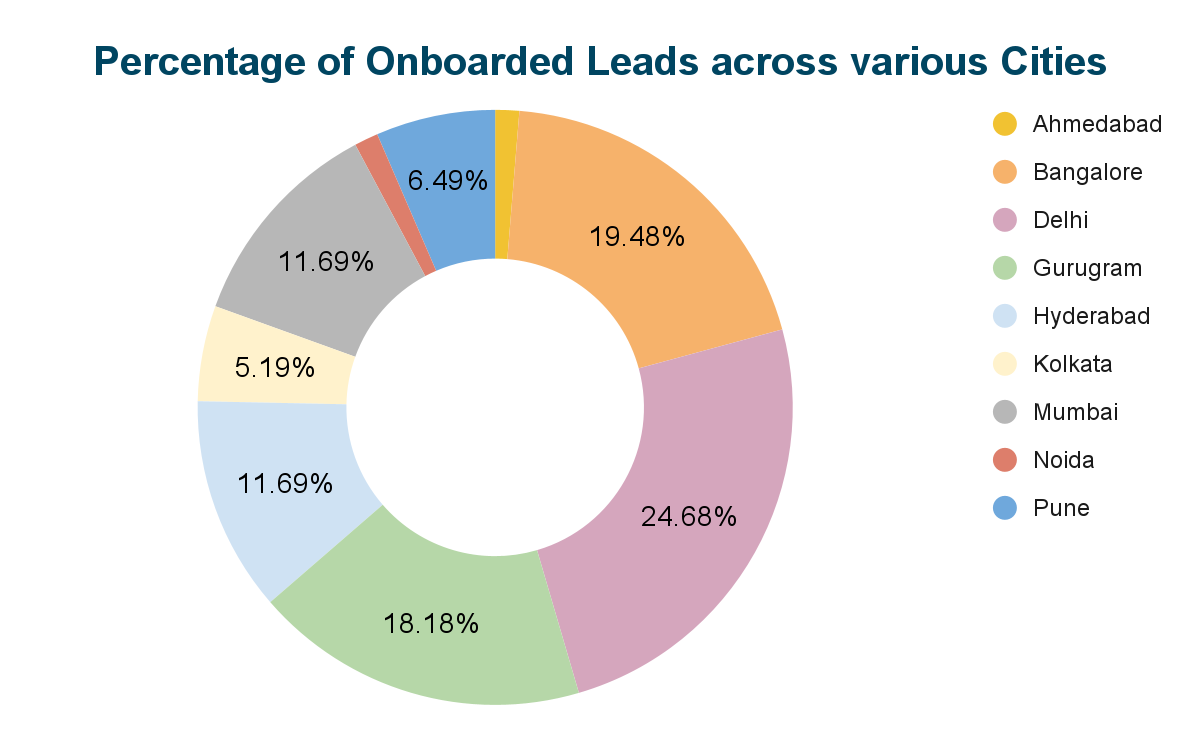 Percentage of Onboarded Leads across various Cities
6.49%
19.48%
11.69%
5.19%
11.69%
24.68%
18.18%
Ahmedabad
Bangalore
Delhi
Gurugram
Hyderabad
Kolkata
Mumbai
Noida
Pune